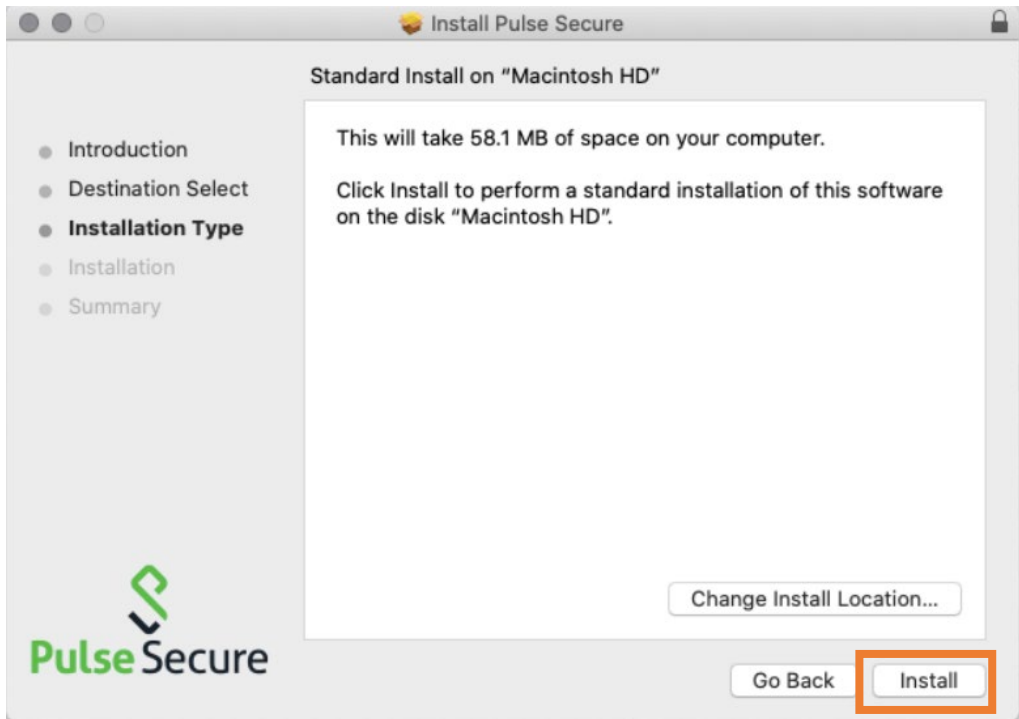 Install Pulse Secure
Standard Install on “Macintosh HD”
Introduction
Destination Select
Installation Type
Installation
Summary
This will take 58.1 MB of space on your computer.
Click Install to perform a standard installation of this software
on the disk “Macintosh HD”.
Change Install Location...
Pulse Secure
Go Back
Install